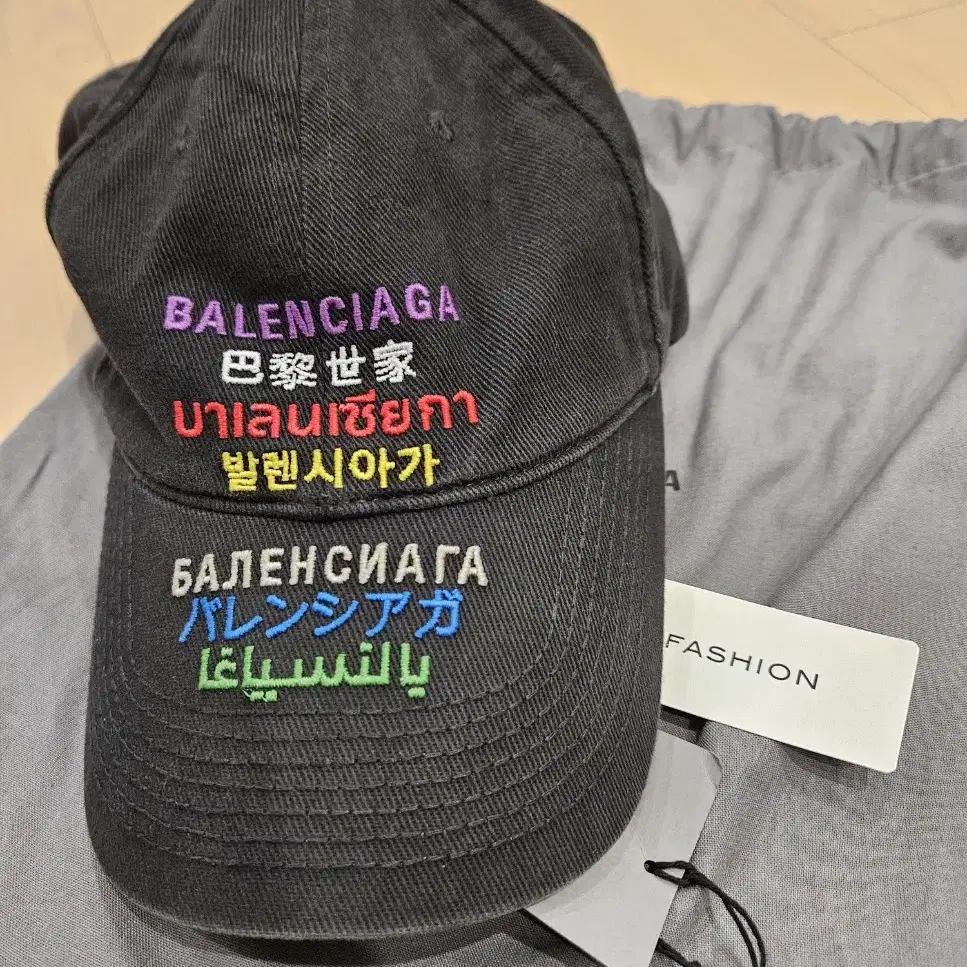 BALENCIAGA
巴黎世家
บาเลนเซียกา
발렌시아가
БАЛЕНСИАГА
バレンシアガ
بالنسياغا
A
FASHION